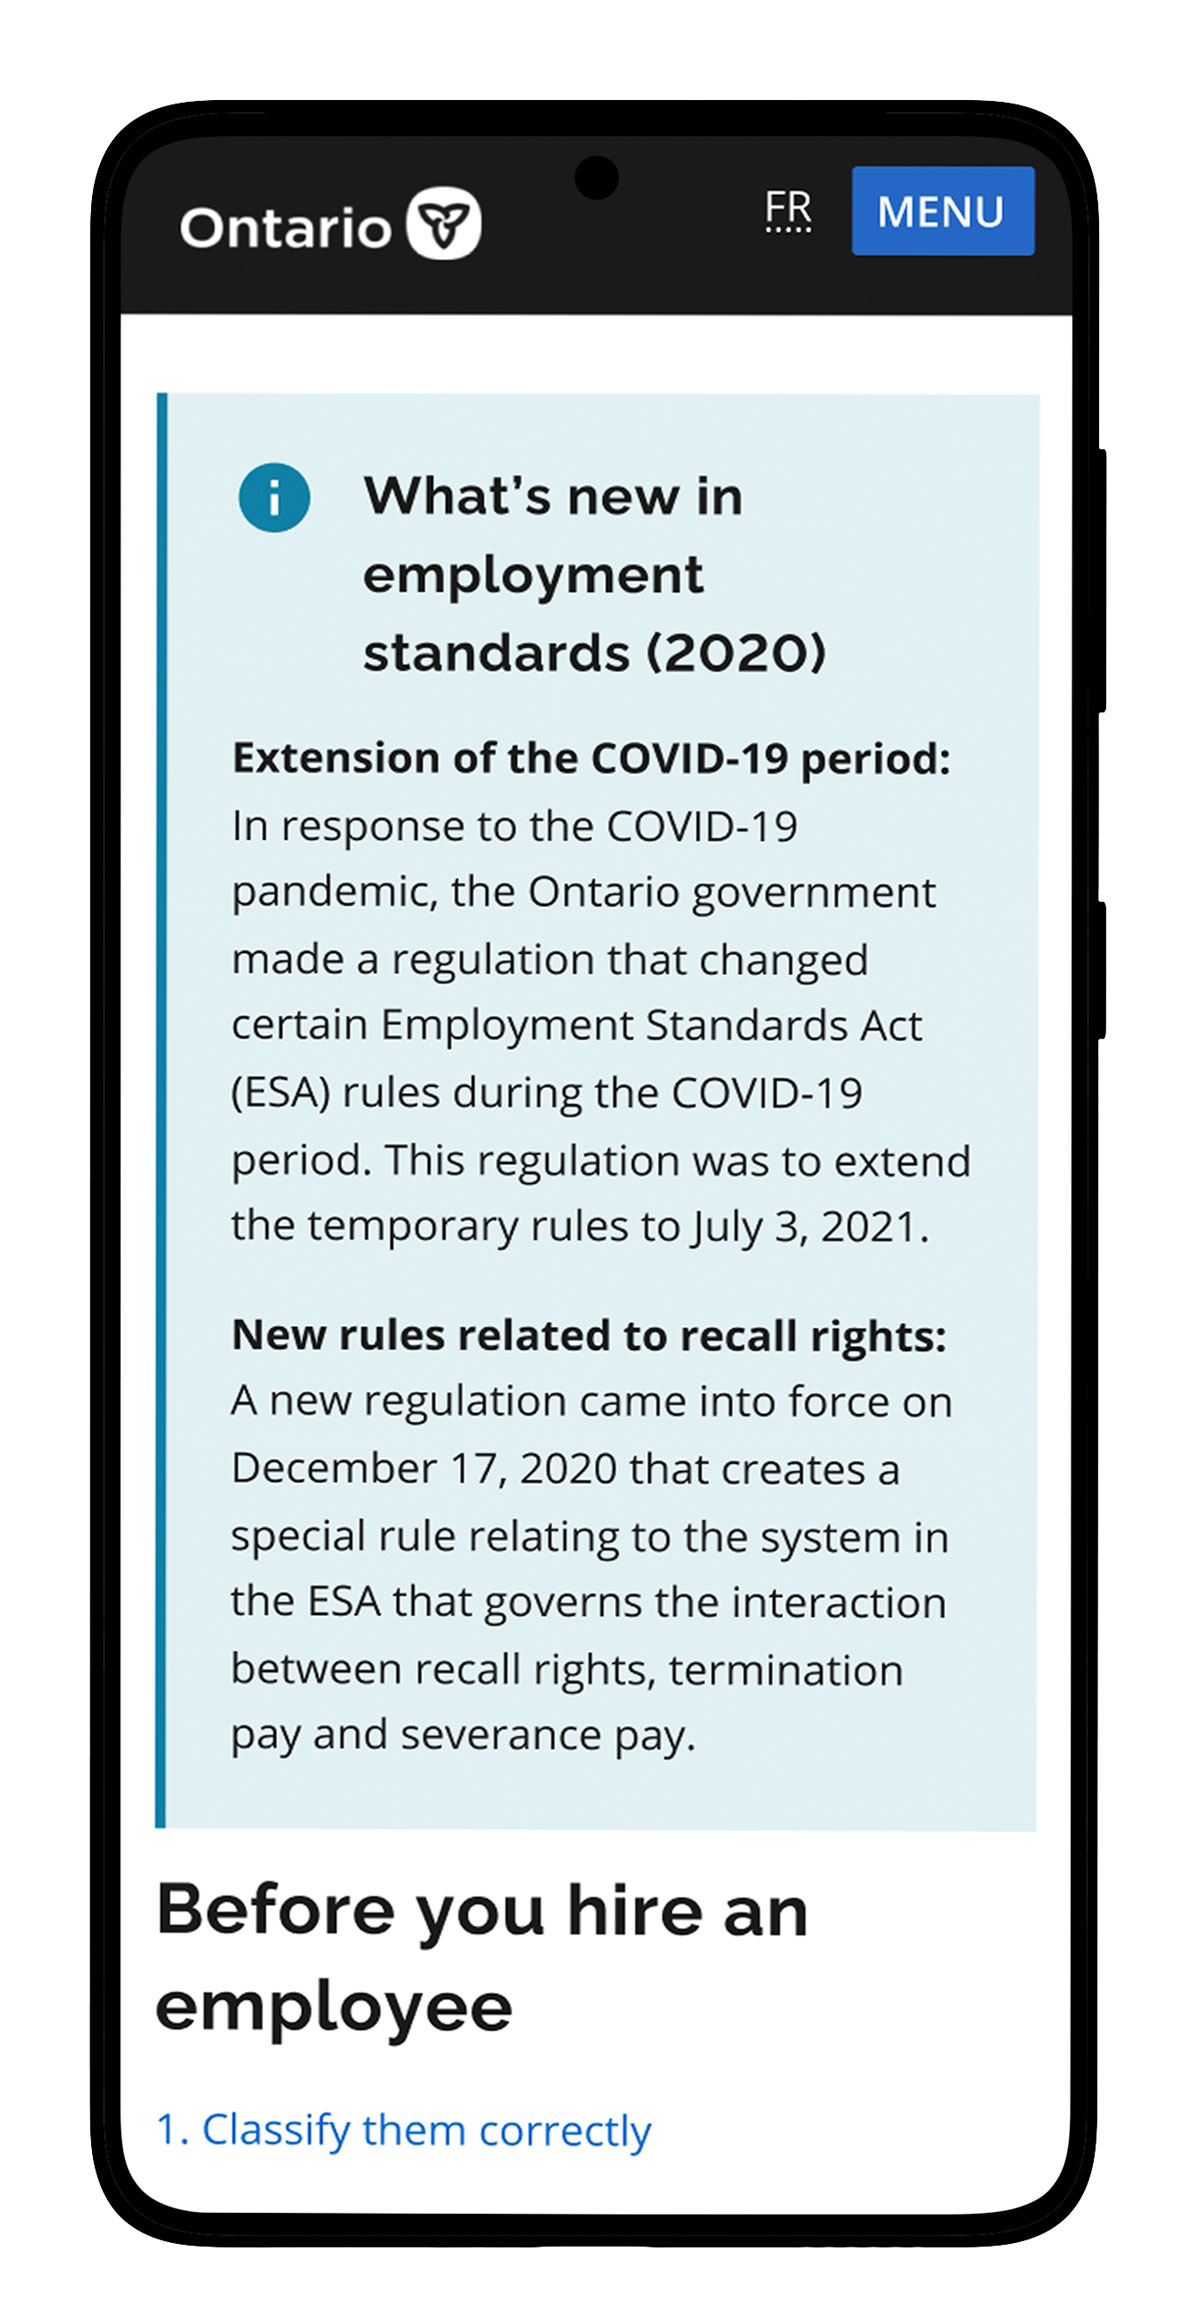 Ontario
FR
MENU
What's new in
employment
standards (2020)
Extension of the COVID-19 period:
In response to the COVID-19
pandemic, the Ontario government
made a regulation that changed
certain Employment Standards Act
(ESA) rules during the COVID-19
period. This regulation was to extend
the temporary rules to July 3, 2021.
New rules related to recall rights:
A new regulation came into force on
December 17, 2020 that creates a
special rule relating to the system in
the ESA that governs the interaction
between recall rights, termination
pay and severance pay.
Before you hire an
employee
1. Classify them correctly